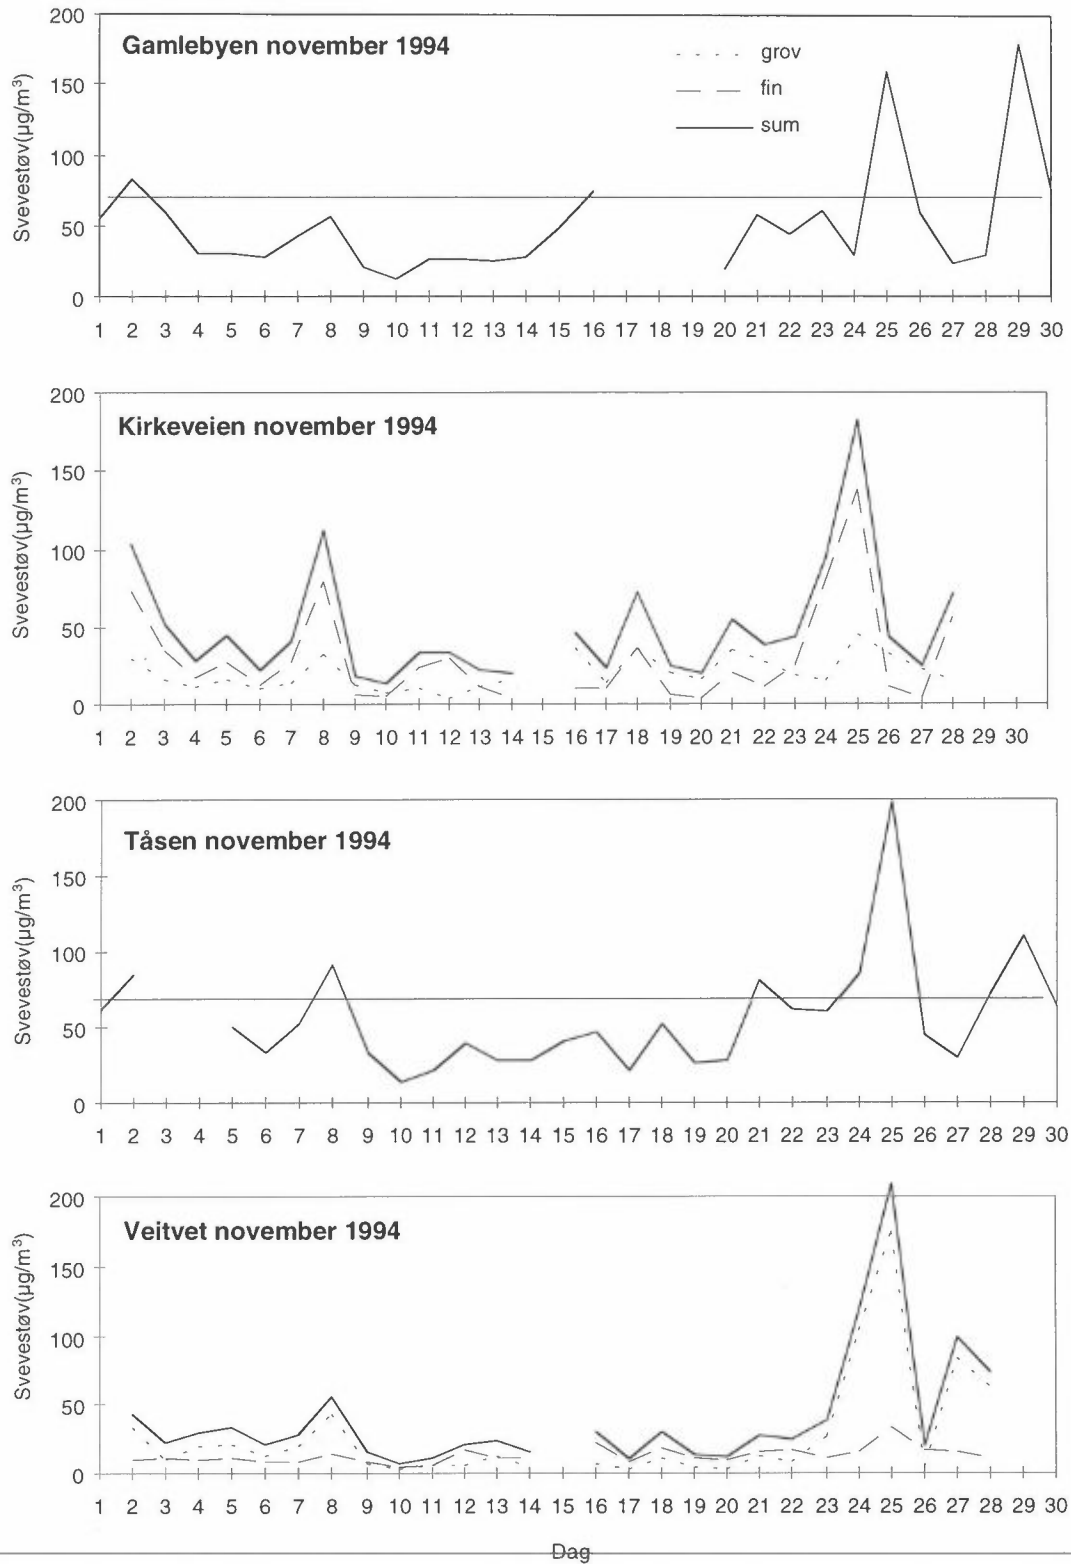 Gamlebyen november 1994
grov
fin
sum
Svevestøv(µg/m³)
200
150
100
50
0
1 2 3 4 5 6 7 8 9 10 11 12 13 14 15 16 17 18 19 20 21 22 23 24 25 26 27 28 29 30
Kirkeveien november 1994
Svevestøv(µg/m³)
200
150
100
50
0
1 2 3 4 5 6 7 8 9 10 11 12 13 14 15 16 17 18 19 20 21 22 23 24 25 26 27 28 29 30
Tåsen november 1994
Svevestøv(µg/m³)
200
150
100
50
0
1 2 3 4 5 6 7 8 9 10 11 12 13 14 15 16 17 18 19 20 21 22 23 24 25 26 27 28 29 30
Veitvet november 1994
Svevestøv(µg/m³)
200
150
100
50
0
1 2 3 4 5 6 7 8 9 10 11 12 13 14 15 16 17 18 19 20 21 22 23 24 25 26 27 28 29 30
Dag